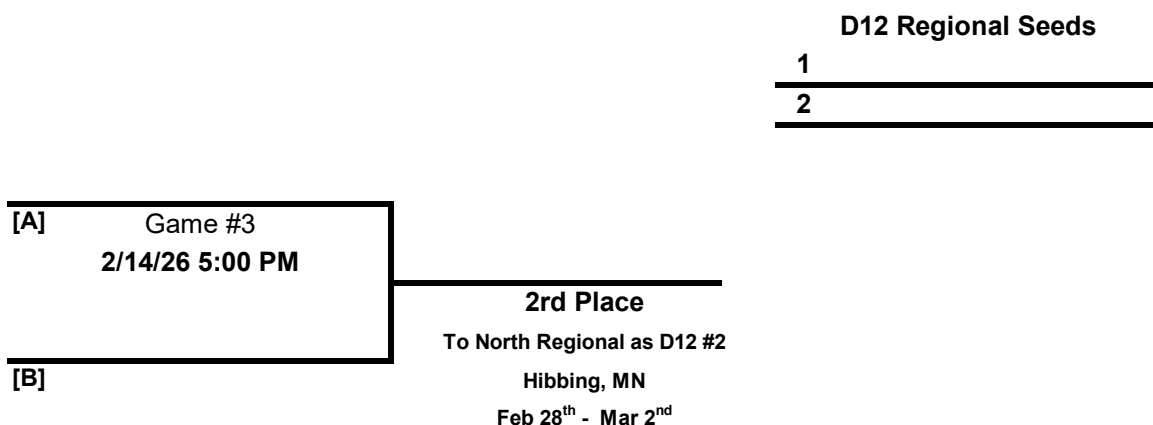 D12 Regional Seeds
1
2
[A] Game #3
2/14/26 5:00 PM
2rd Place
To North Regional as D12 #2
[B] Hibbing, MN
Feb 28th - Mar 2nd